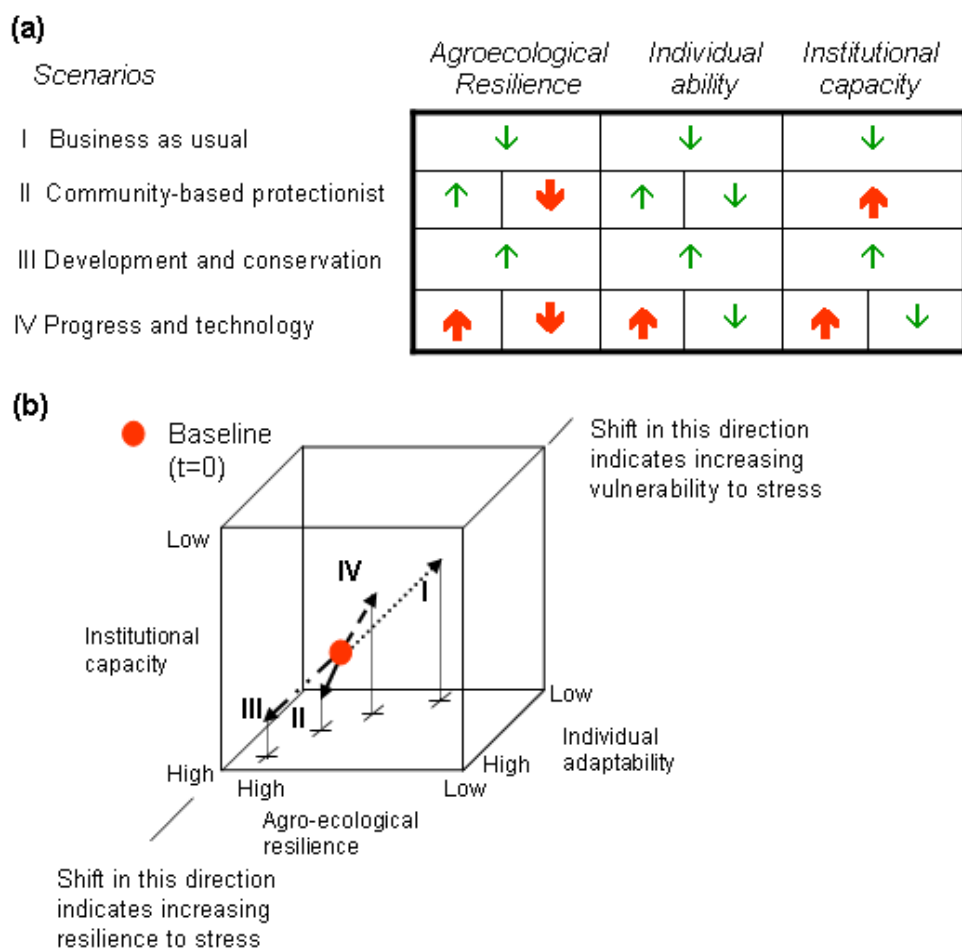 (a)
Scenarios
Agroecological
Resilience
Individual
ability
Institutional
capacity
I Business as usual
II Community-based protectionist
III Development and conservation
IV Progress and technology
(b)
Baseline
(t=0)
Shift in this direction
indicates increasing
vulnerability to stress
Low
IV
I
Institutional
capacity
III
II
Low
Individual
adaptability
High
High
High
Low
Agro-ecological
resilience
Shift in this direction
indicates increasing
resilience to stress